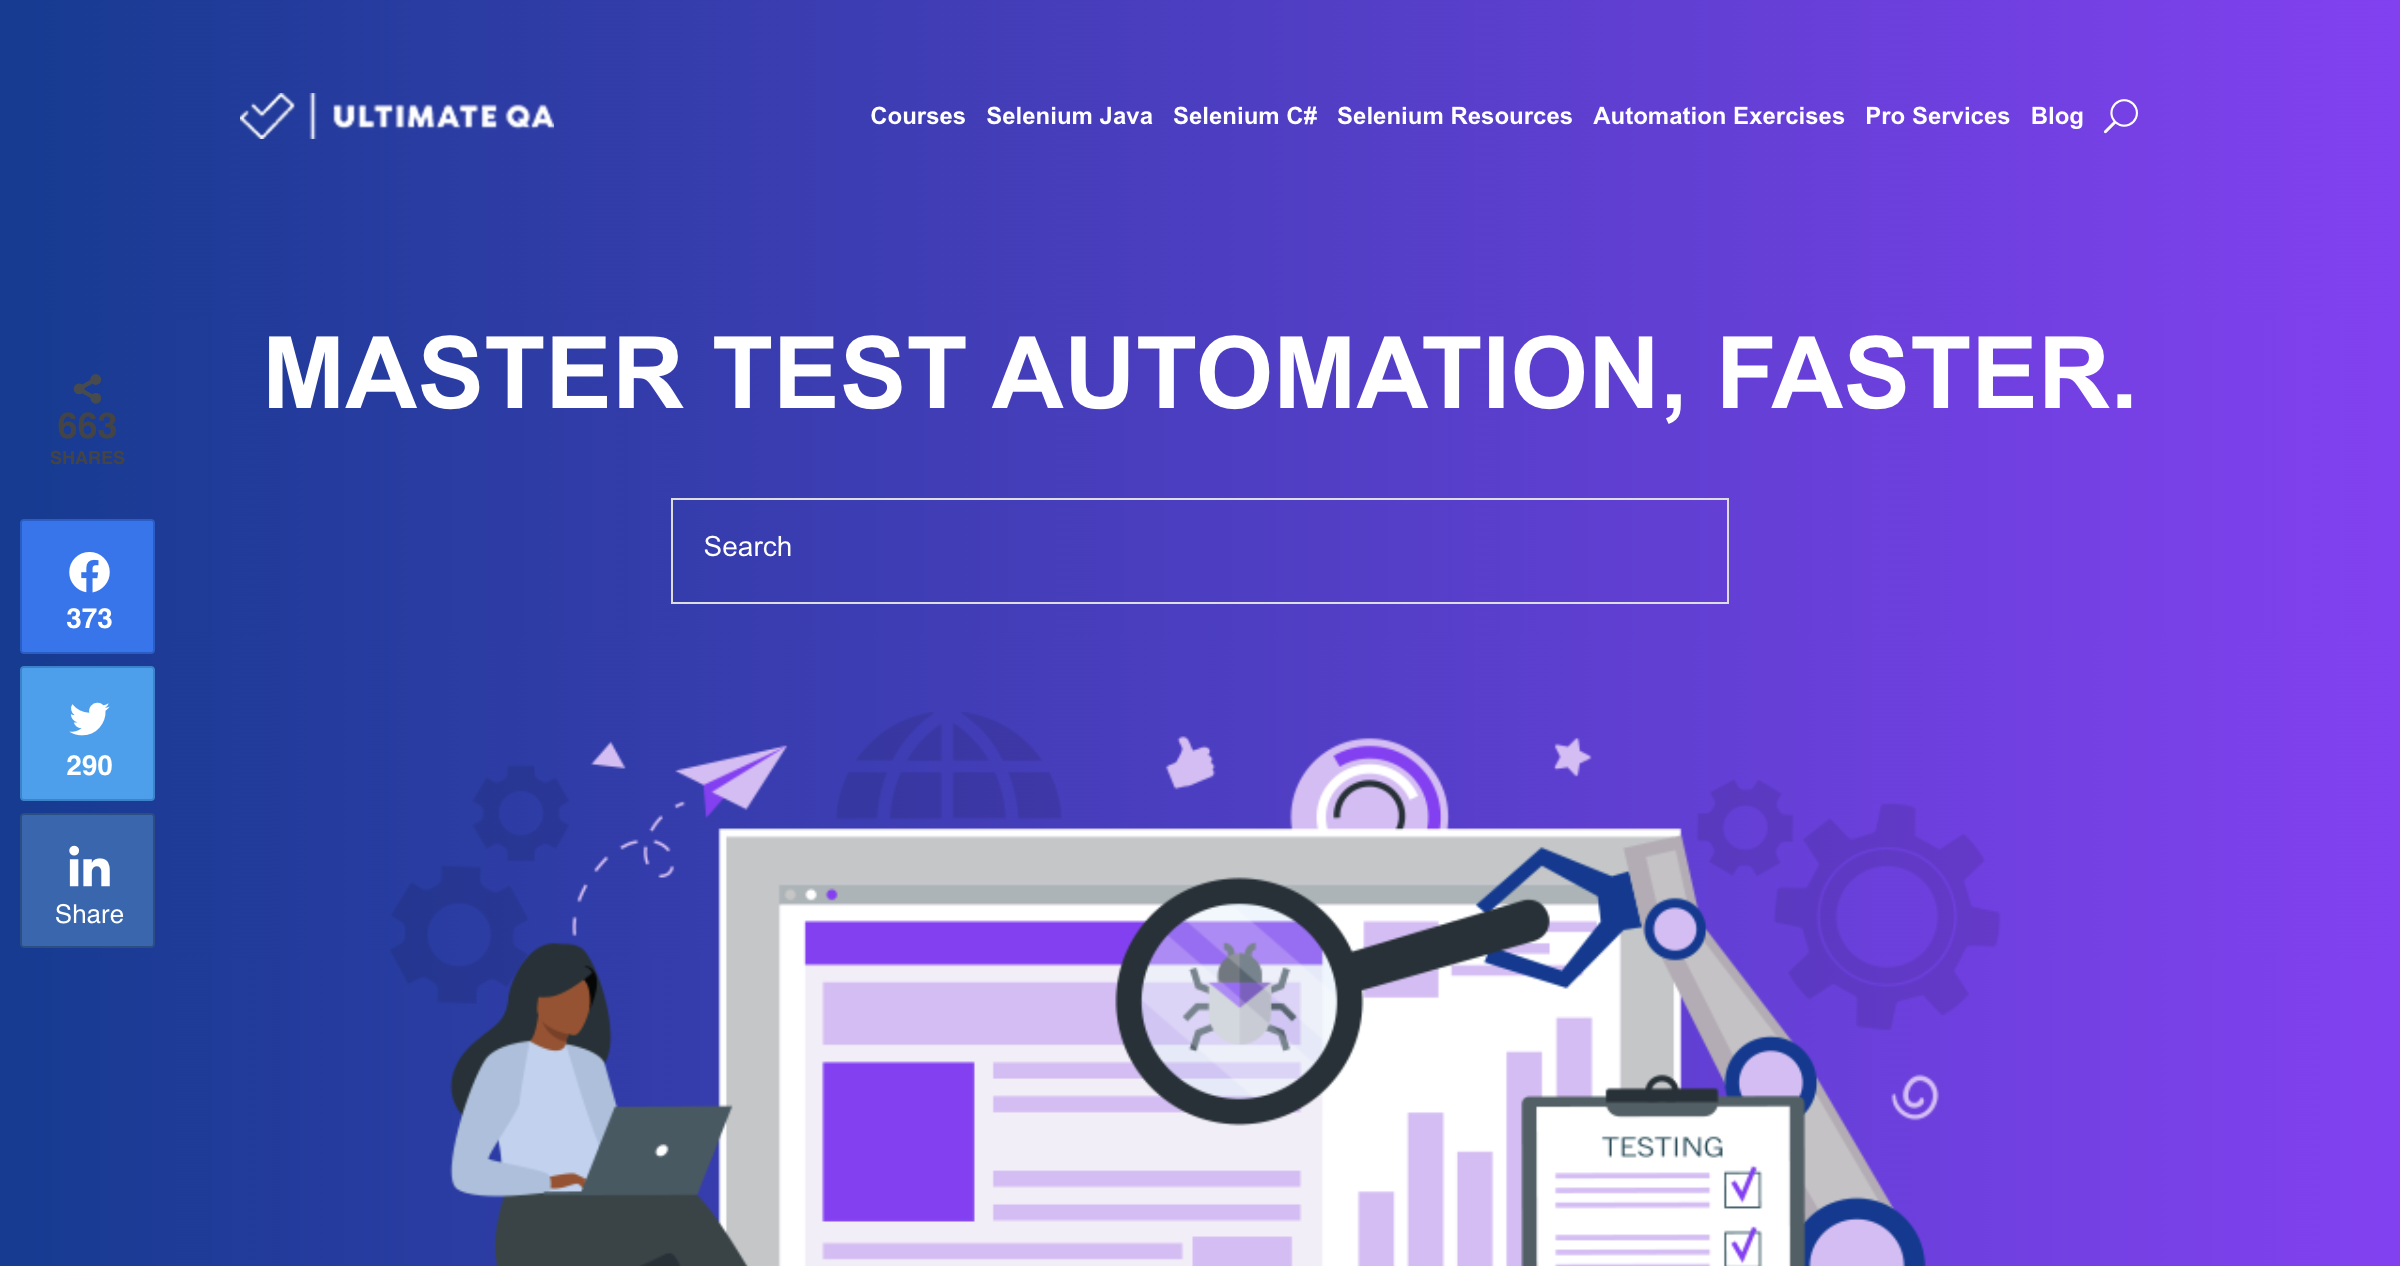 ULTIMATE QA
Courses Selenium Java Selenium C# Selenium Resources Automation Exercises Pro Services Blog
MASTER TEST AUTOMATION, FASTER.
663
SHARES
Search
373
290
Share
TESTING